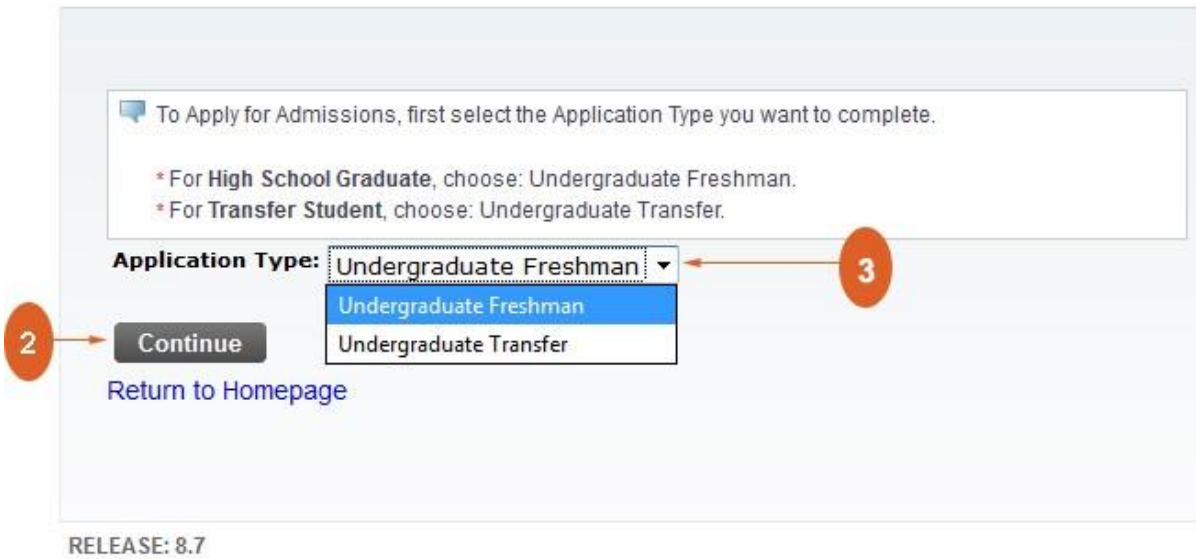 To Apply for Admissions, first select the Application Type you want to complete.
* For High School Graduate, choose: Undergraduate Freshman.
* For Transfer Student, choose: Undergraduate Transfer.
Application Type: Undergraduate Freshman
3
Undergraduate Freshman
Undergraduate Transfer
2
Continue
Return to Homepage
RELEASE: 8.7